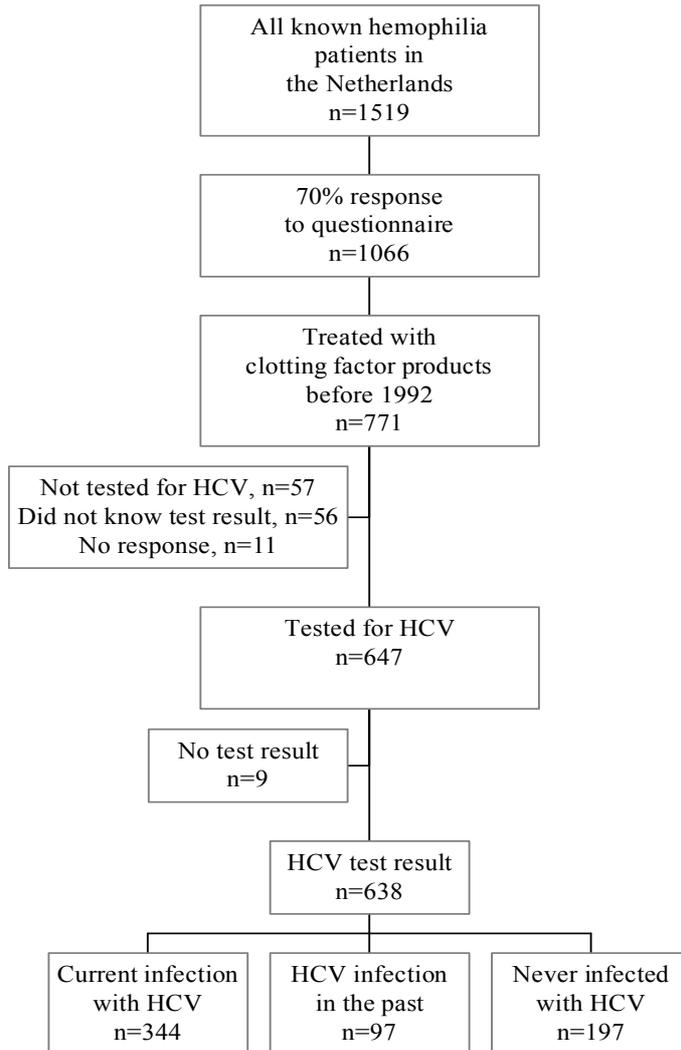 All known hemophilia
patients in
the Netherlands
n=1519
70% response
to questionnaire
n=1066
Treated with
clotting factor products
before 1992
n=771
Not tested for HCV, n=57
Did not know test result, n=56
No response, n=11
Tested for HCV
n=647
No test result
n=9
HCV test result
n=638
Current infection
with HCV
n=344
HCV infection
in the past
n=97
Never infected
with HCV
n=197